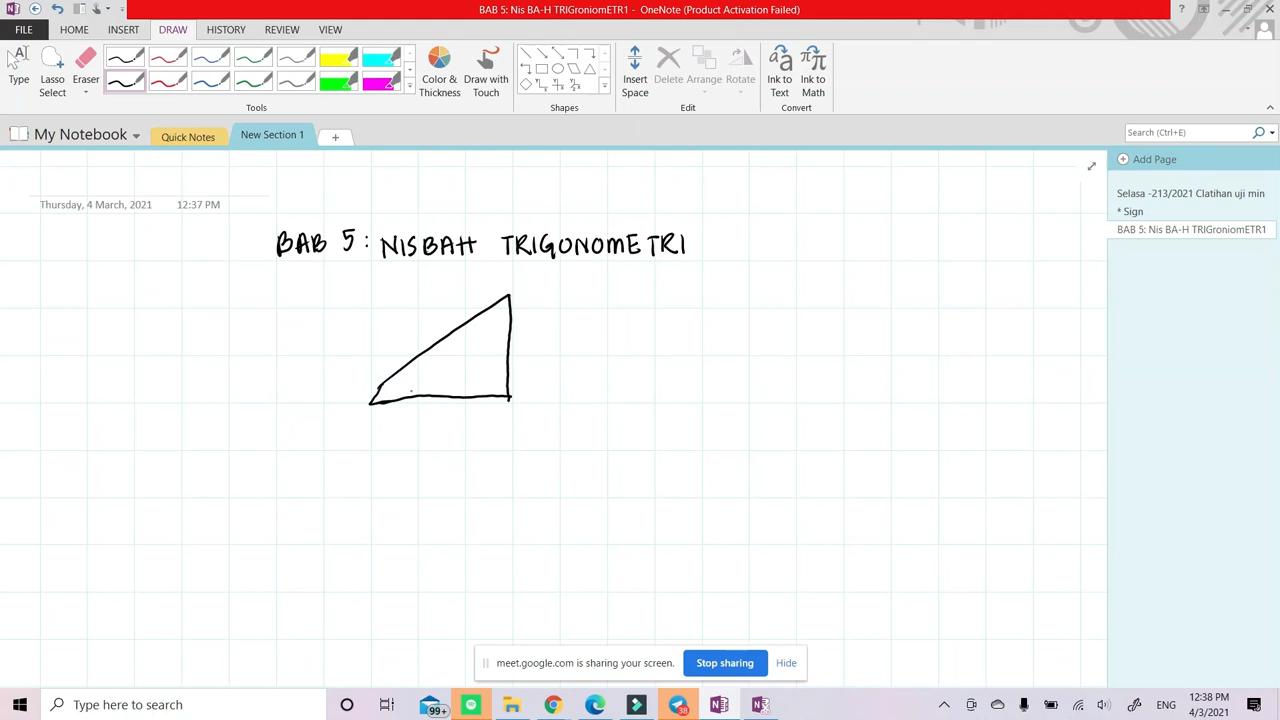 BAB 5: Nis BA-H TRIGroniomETR1 - OneNote (Product Activation Failed)
FILE HOME INSERT DRAW HISTORY REVIEW VIEW
Type
Lasso Select
Eraser
Color & Thickness
Draw with Touch
Insert Space
Delete
Arrange
Rotate
Ink to Text
Ink to Math
Tools
Shapes
Edit
Convert
My Notebook
Quick Notes
New Section 1
Search (Ctrl+E)
Add Page
Selasa -213/2021 Clatihan uji min
* Sign
BAB 5: Nis BA-H TRIGroniomETR1
Thursday, 4 March, 2021 12:37 PM
BAB 5: NISBAH TRIGONOMETRI
meet.google.com is sharing your screen.
Stop sharing
Hide
Type here to search
99+
38
ENG
12:38 PM
4/3/2021